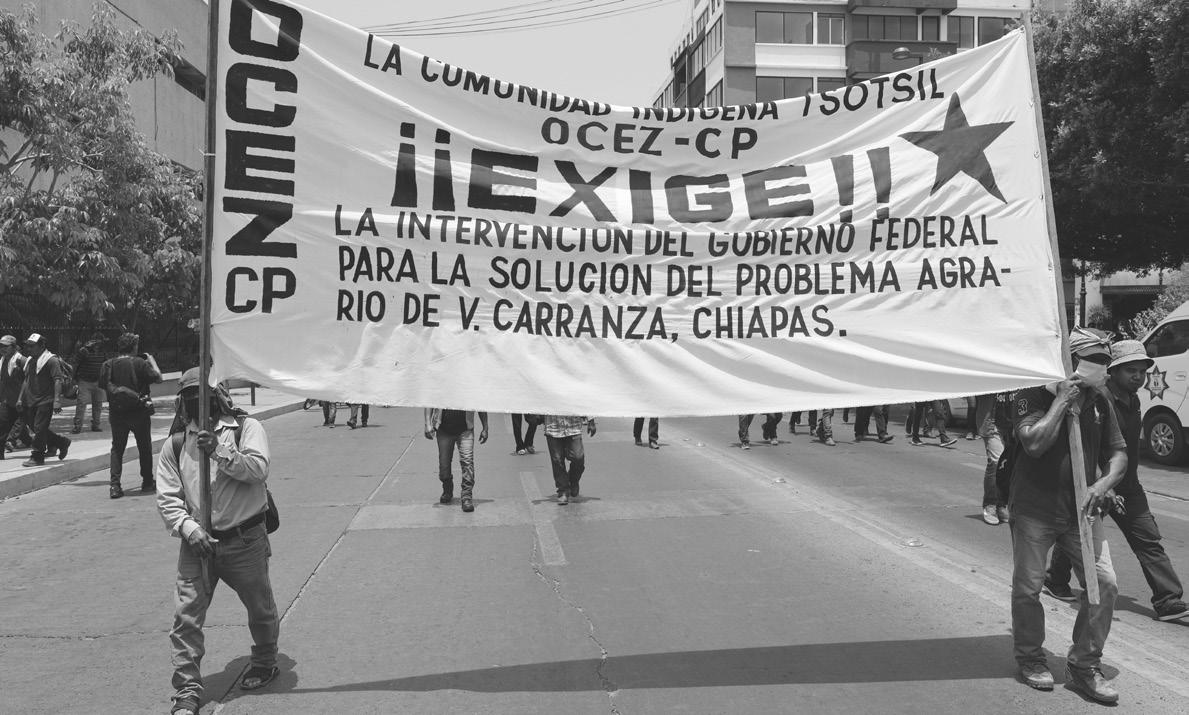 OCEZ
CP
LA COMUNIDAD INDIGENA TSOTSIL
OCEZ-CP
¡¡EXIGE!!
LA INTERVENCION DEL GOBIERNO FEDERAL
PARA LA SOLUCION DEL PROBLEMA AGRA-
RIO DE V. CARRANZA, CHIAPAS.